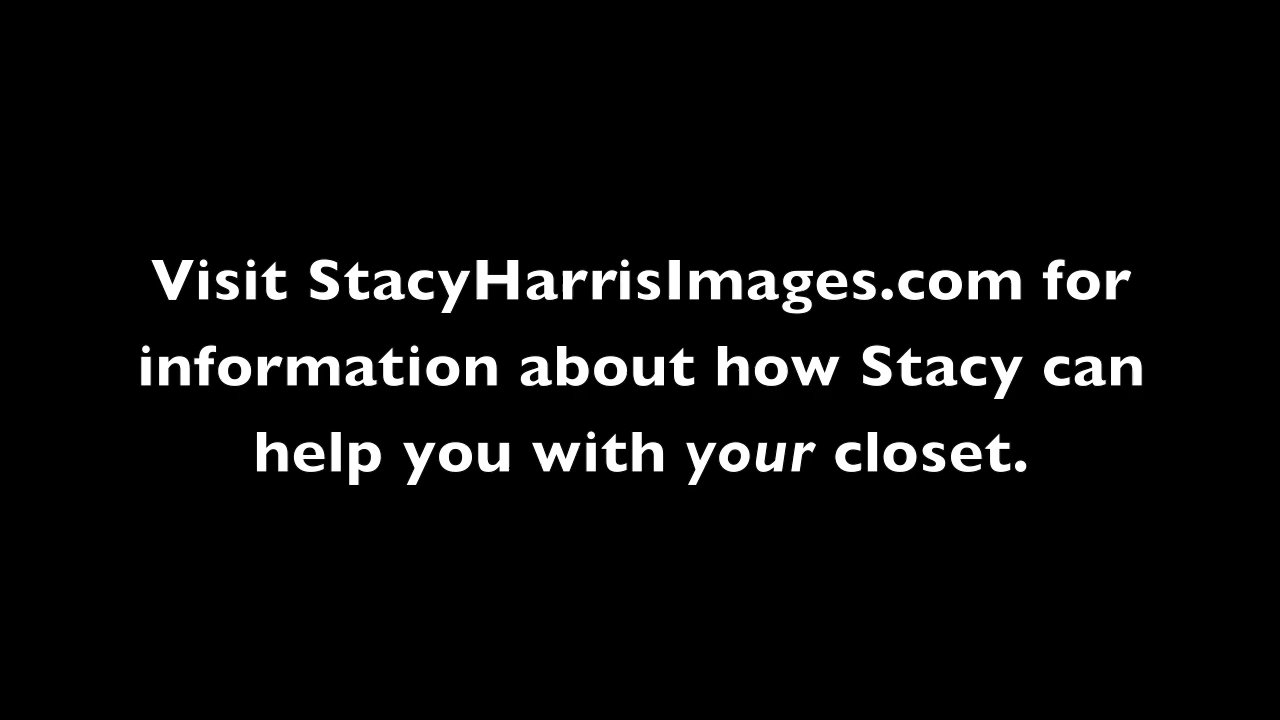 Visit StacyHarrisImages.com for
information about how Stacy can
help you with your closet.